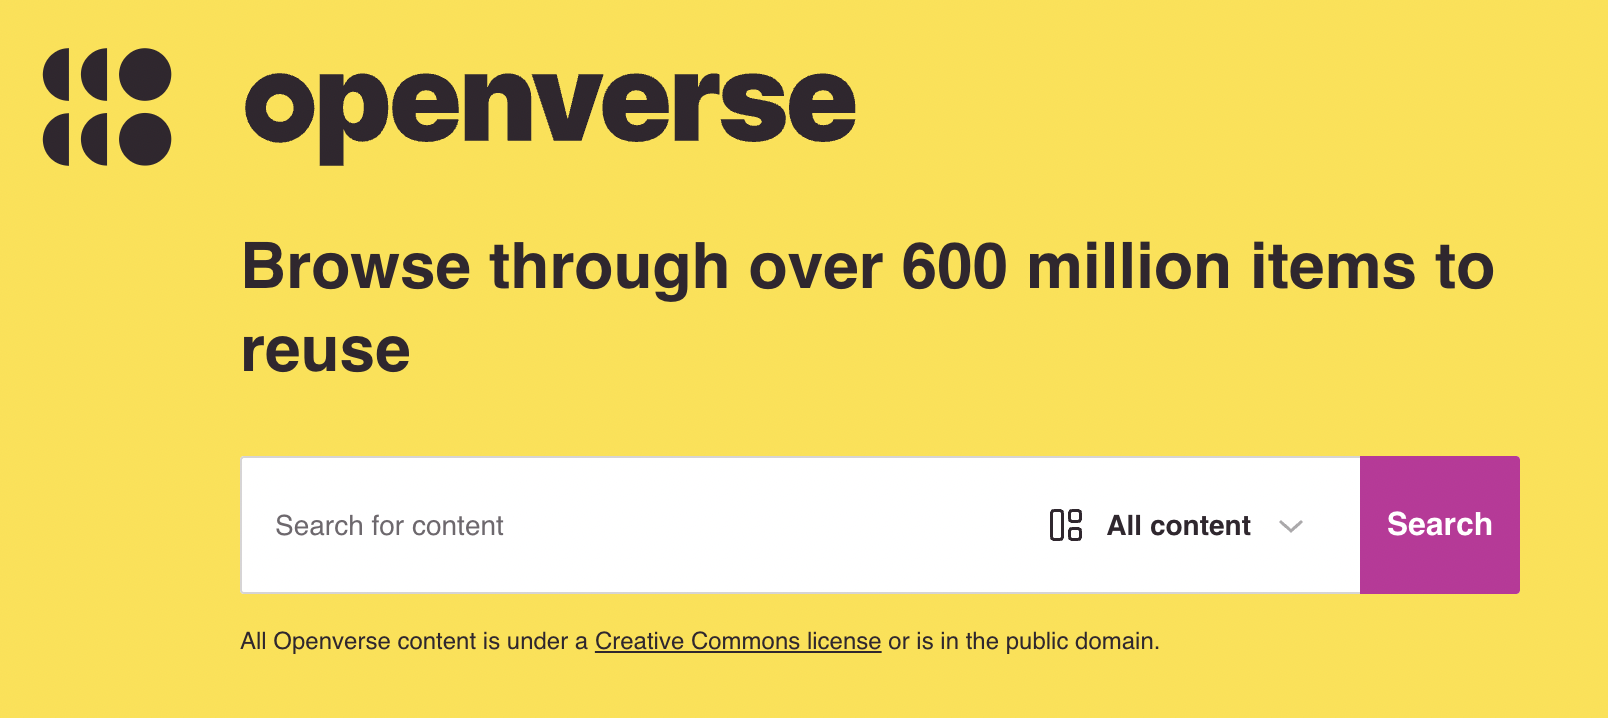 openverse
Browse through over 600 million items to
reuse
Search for content
All content
Search
All Openverse content is under a Creative Commons license or is in the public domain.